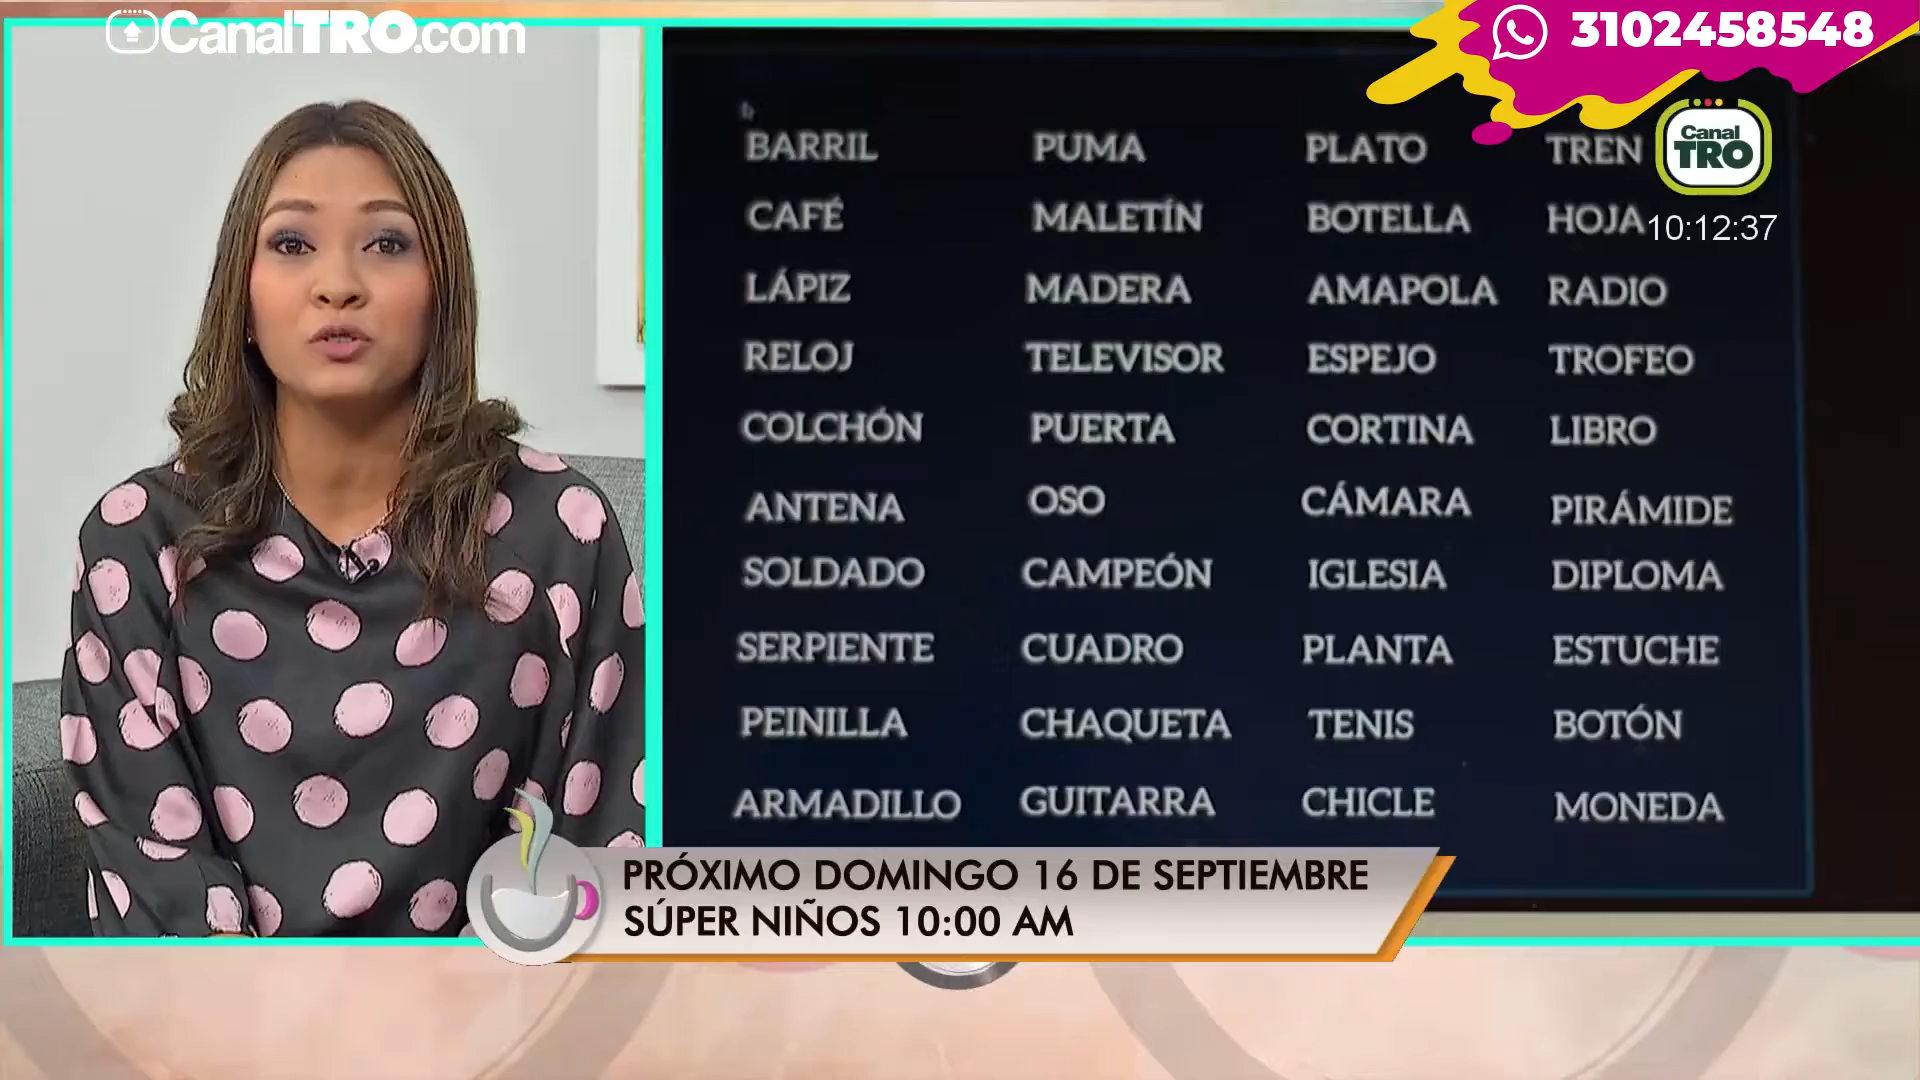 CanalTRO.com
3102458548
Canal
TRO
10:12:37
BARRIL PUMA PLATO TREN
CAFÉ MALETÍN BOTELLA HOJA
LÁPIZ MADERA AMAPOLA RADIO
RELOJ TELEVISOR ESPEJO TROFEO
COLCHÓN PUERTA CORTINA LIBRO
ANTENA OSO CÁMARA PIRÁMIDE
SOLDADO CAMPEÓN IGLESIA DIPLOMA
SERPIENTE CUADRO PLANTA ESTUCHE
PEINILLA CHAQUETA TENIS BOTÓN
ARMADILLO GUITARRA CHICLE MONEDA
PRÓXIMO DOMINGO 16 DE SEPTIEMBRE
SÚPER NIÑOS 10:00 AM